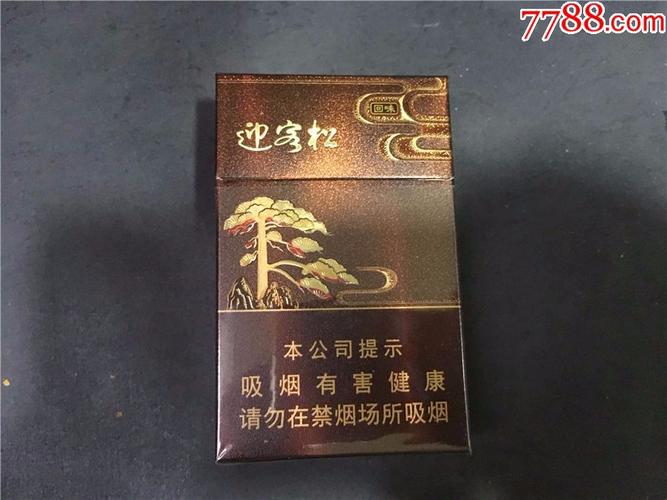 7788.com
回味
迎客松
本公司提示
吸烟有害健康
请勿在禁烟场所吸烟